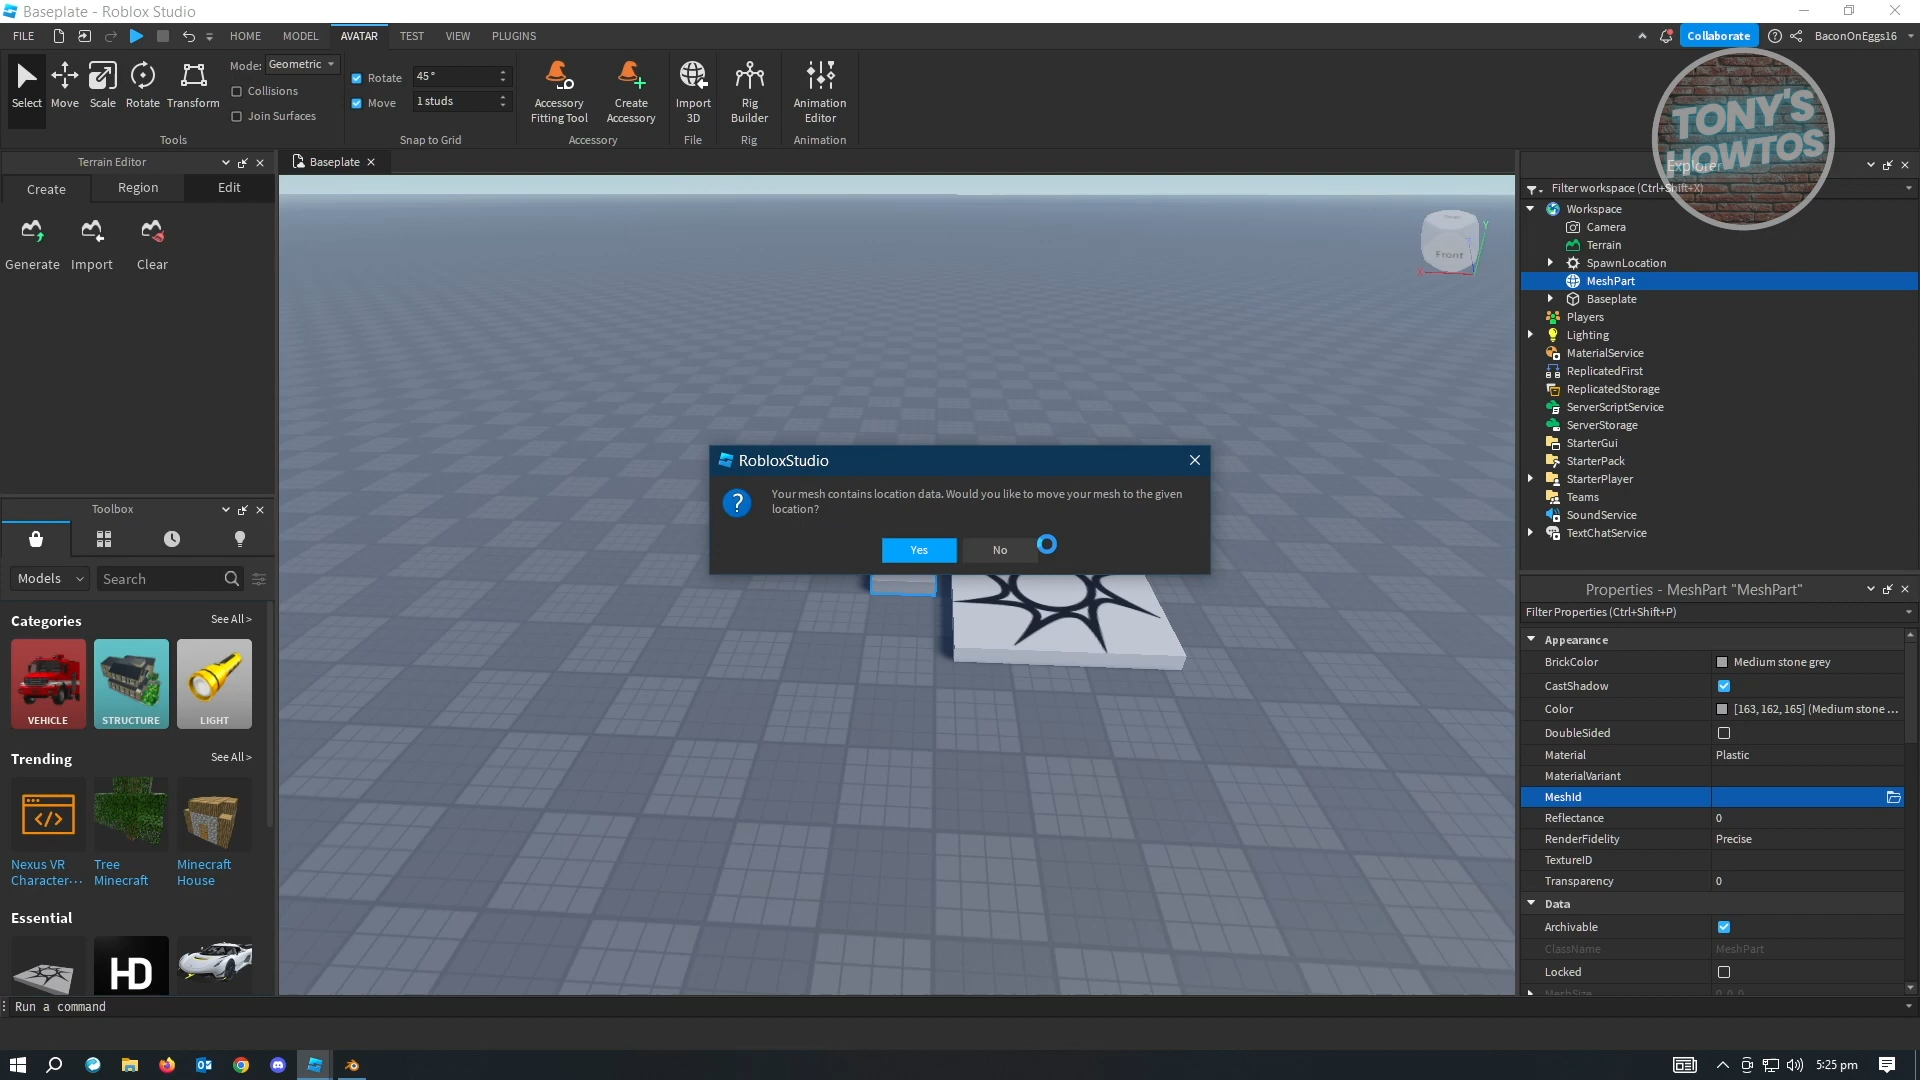 Baseplate - Roblox Studio
FILE HOME MODEL AVATAR TEST VIEW PLUGINS
Collaborate BaconOnEggs16
Select Move Scale Rotate Transform
Mode: Geometric
Collisions
Join Surfaces
Tools
Rotate 45°
Move 1 studs
Snap to Grid
Accessory Fitting Tool
Create Accessory
Accessory
Import 3D
File
Rig Builder
Rig
Animation Editor
Animation
TONY'S
HOWTOS
Terrain Editor
Create Region Edit
Generate Import Clear
Baseplate
Front
X
Y
Explorer
Filter workspace (Ctrl+Shift+X)
Workspace
Camera
Terrain
SpawnLocation
MeshPart
Baseplate
Players
Lighting
MaterialService
ReplicatedFirst
ReplicatedStorage
ServerScriptService
ServerStorage
StarterGui
StarterPack
StarterPlayer
Teams
SoundService
TextChatService
RobloxStudio
Your mesh contains location data. Would you like to move your mesh to the given
location?
Yes No
Toolbox
Models Search
Categories See All >
VEHICLE STRUCTURE LIGHT
Trending See All >
Nexus VR Character...
Tree Minecraft
Minecraft House
Essential
HD
Properties - MeshPart "MeshPart"
Filter Properties (Ctrl+Shift+P)
Appearance
BrickColor Medium stone grey
CastShadow
Color [163, 162, 165] (Medium stone ...
DoubleSided
Material Plastic
MaterialVariant
MeshId
Reflectance 0
RenderFidelity Precise
TextureID
Transparency 0
Data
Archivable
ClassName MeshPart
Locked
MeshSize 0, 0, 0
Run a command
5:25 pm